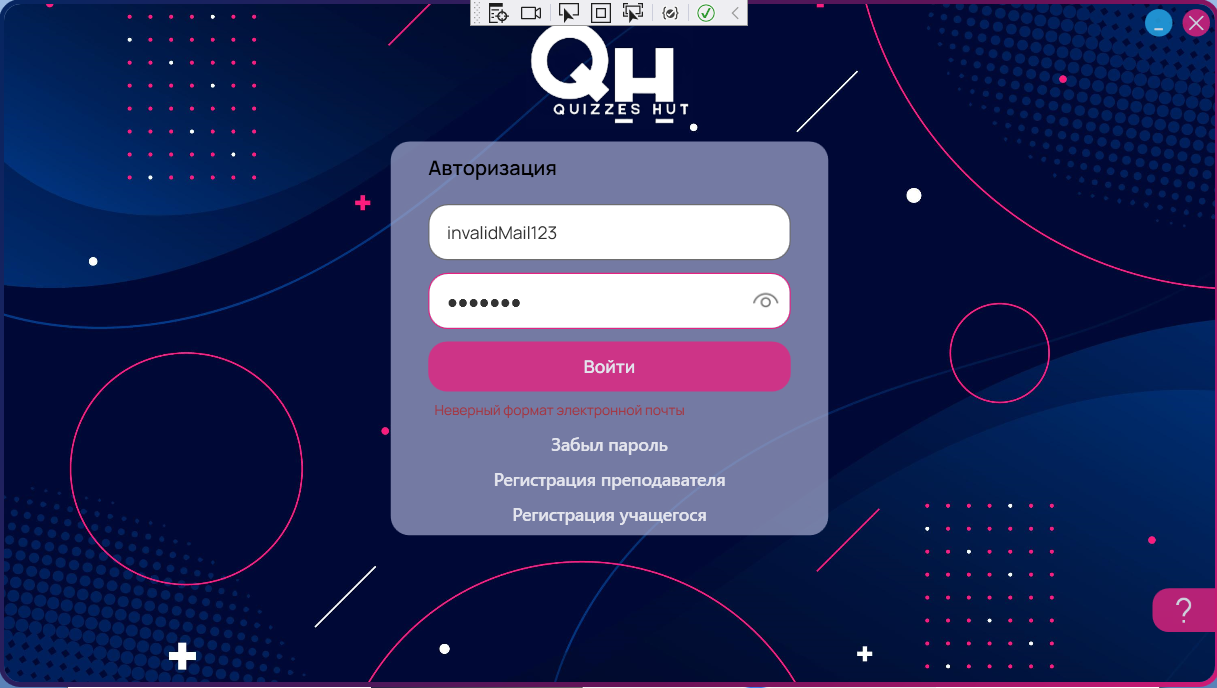 QH
QUIZZES HUT
Авторизация
invalidMail123
•••••••
Войти
Неверный формат электронной почты
Забыл пароль
Регистрация преподавателя
Регистрация учащегося
?